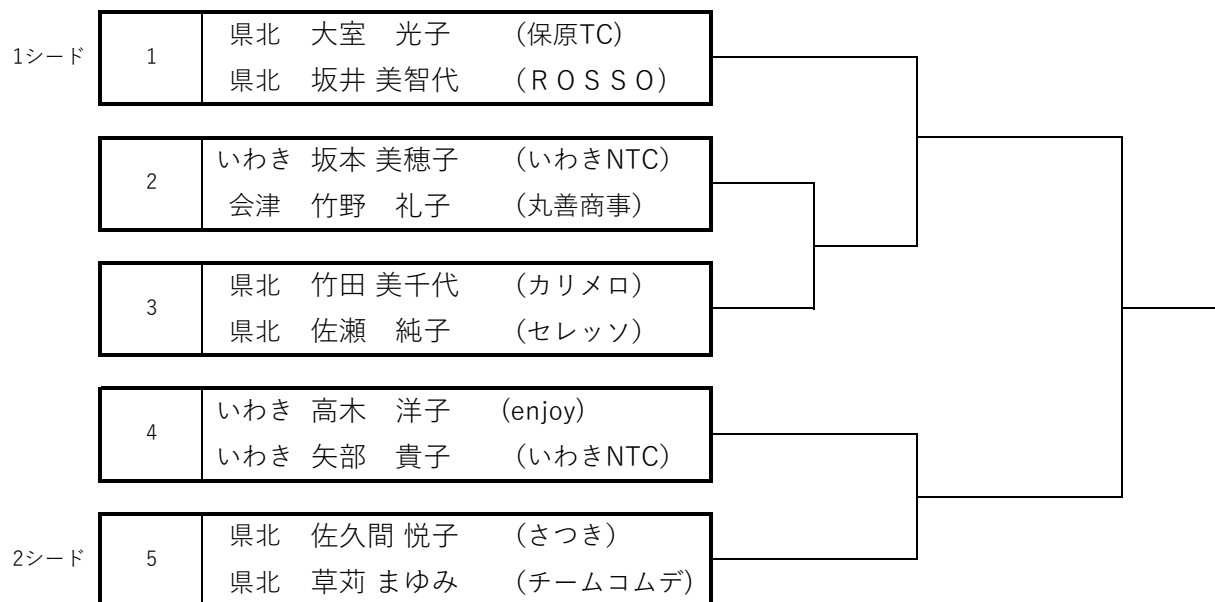 県北 大室　光子 (保原TC)
1シード 1
県北 坂井 美智代 (ＲＯＳＳＯ)
いわき 坂本 美穂子 (いわきNTC)
2
会津 竹野　礼子 (丸善商事)
県北 竹田 美千代 (カリメロ)
3
県北 佐瀬　純子 (セレッソ)
いわき 高木　洋子 (enjoy)
4
いわき 矢部　貴子 (いわきNTC)
県北 佐久間 悦子 (さつき)
2シード 5
県北 草苅 まゆみ (チームコムデ)